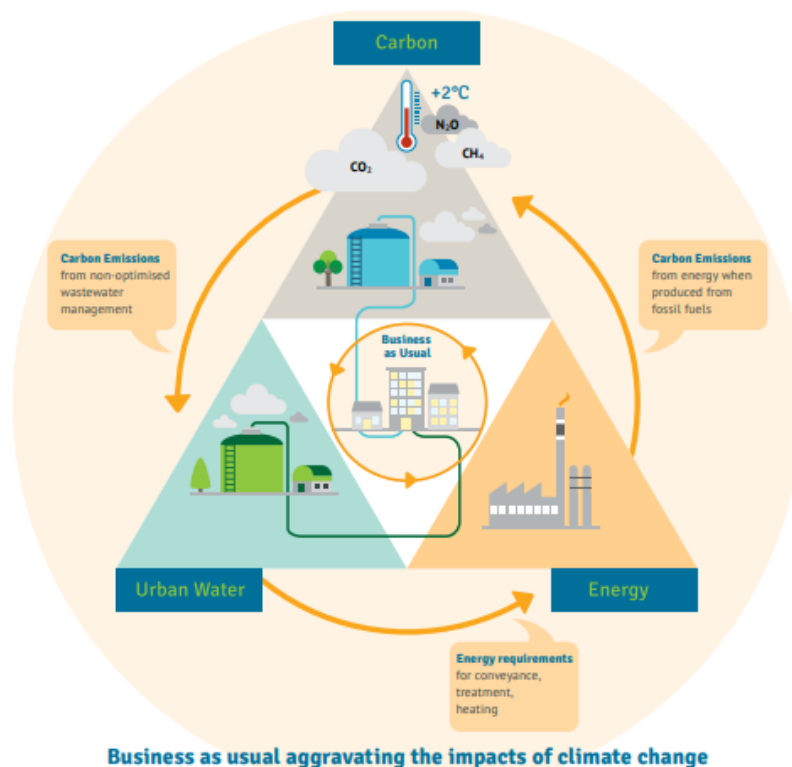 Carbon
+2°C
N₂O
CO₂
CH₄
Carbon Emissions
from non-optimised
wastewater
management
Carbon Emissions
from energy when
produced from
fossil fuels
Business
as Usual
Urban Water
Energy
Energy requirements
for conveyance,
treatment,
heating
Business as usual aggravating the impacts of climate change